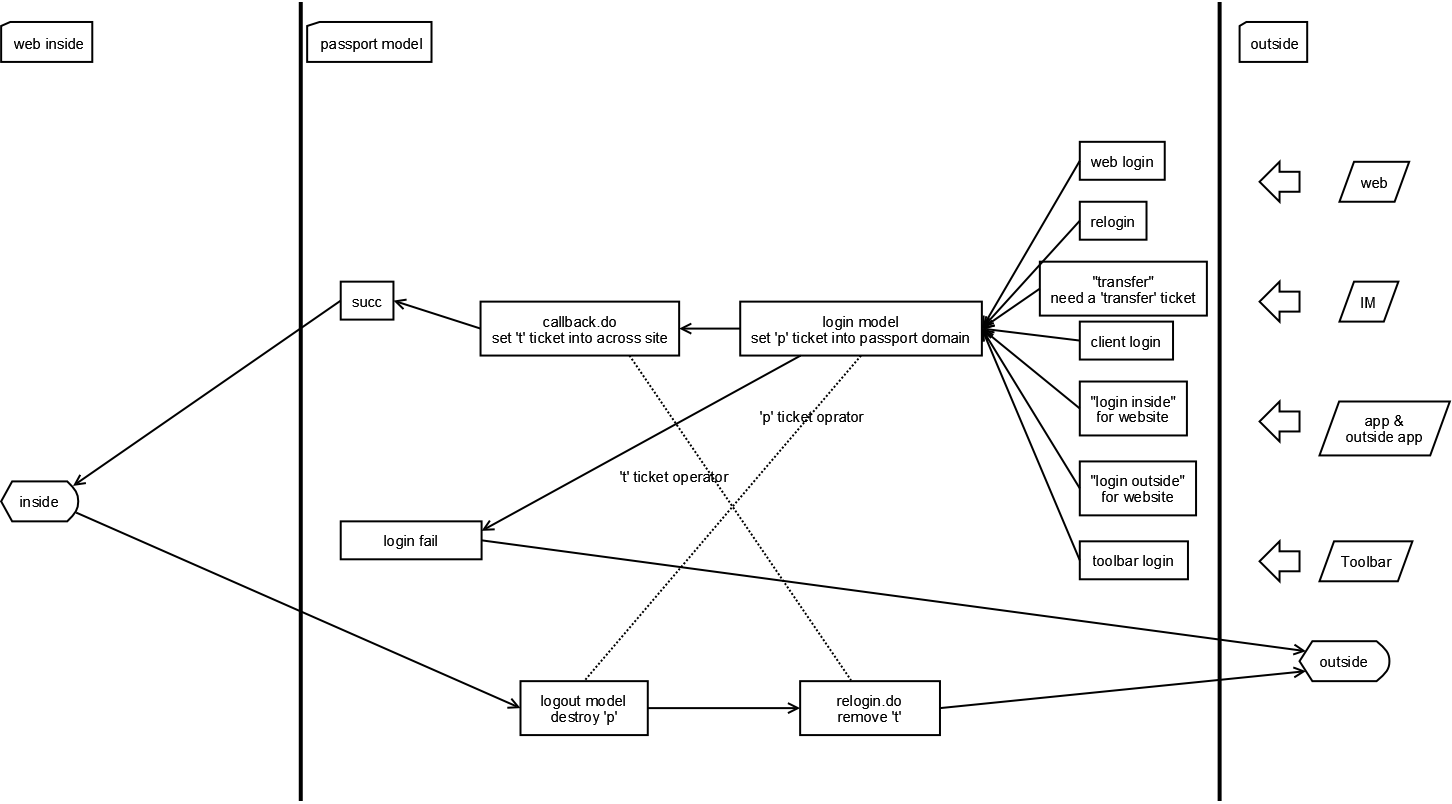 web inside
passport model
outside
web login
web
relogin
"transfer"
need a 'transfer' ticket
succ
IM
callback.do
set 't' ticket into across site
login model
set 'p' ticket into passport domain
client login
"login inside"
for website
'p' ticket oprator
app &
outside app
't' ticket operator
"login outside"
for website
inside
login fail
toolbar login
Toolbar
outside
logout model
destroy 'p'
relogin.do
remove 't'